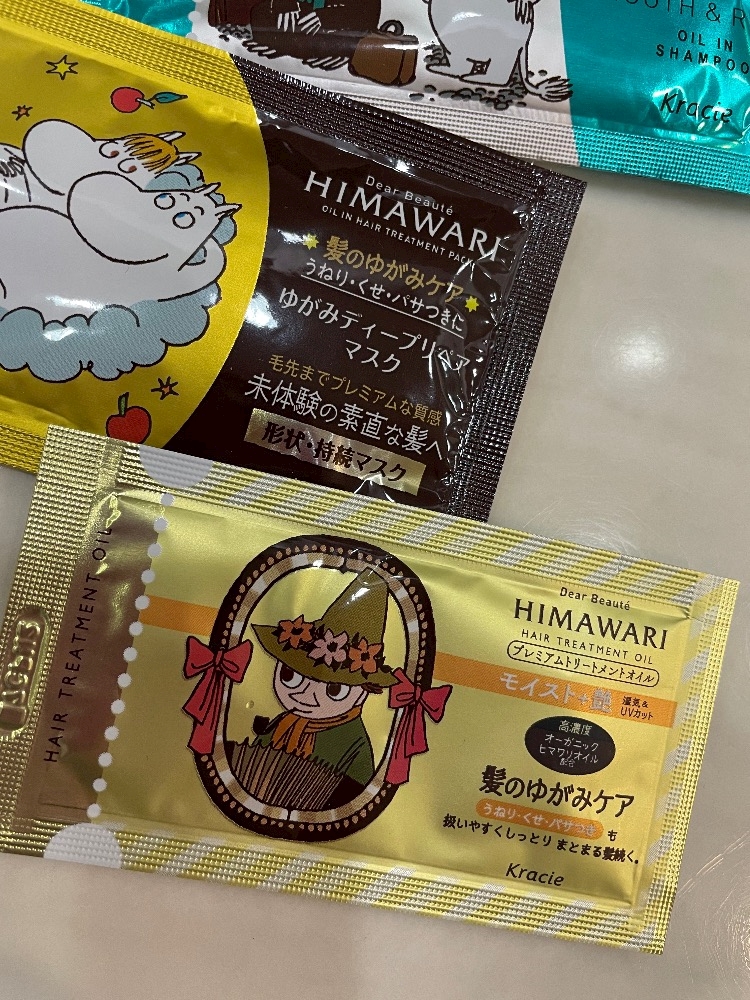 OOTH & R
OIL IN
SHAMPOO
Kracie
Dear Beauté
HIMAWARI
OIL IN HAIR TREATMENT PACK
髪のゆがみケア
うねり・くせ・パサつきに
ゆがみディープリペア
マスク
毛先までプレミアムな質感
未体験の素直な髪へ
形状・持続マスク
HAIR TREATMENT OIL
Dear Beauté
HIMAWARI
HAIR TREATMENT OIL
プレミアムトリートメントオイル
モイスト+艶 湿気&
UVカット
高濃度
オーガニック
ヒマワリオイル
配合
髪のゆがみケア
うねり・くせ・パサつき も
扱いやすくしっとり まとまる髪続く。
Kracie